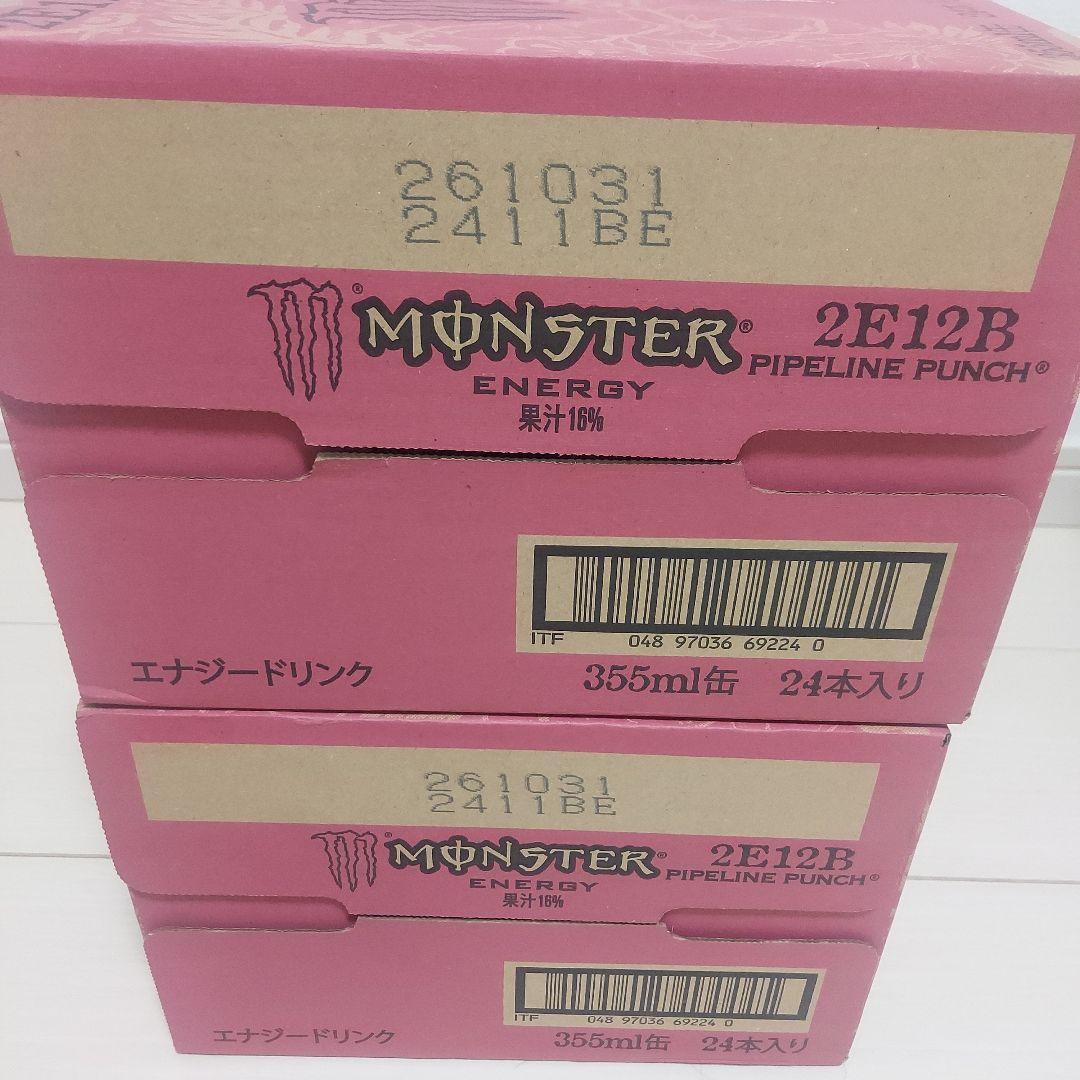 261031
2411BE
MONSTER®
2E12B
ENERGY
PIPELINE PUNCH®
果汁16%
ITF 048 97036 69224 0
エナジードリンク 355ml缶 24本入り
261031
2411BE
MONSTER®
2E12B
ENERGY
PIPELINE PUNCH®
果汁16%
ITF 048 97036 69224 0
エナジードリンク 355ml缶 24本入り